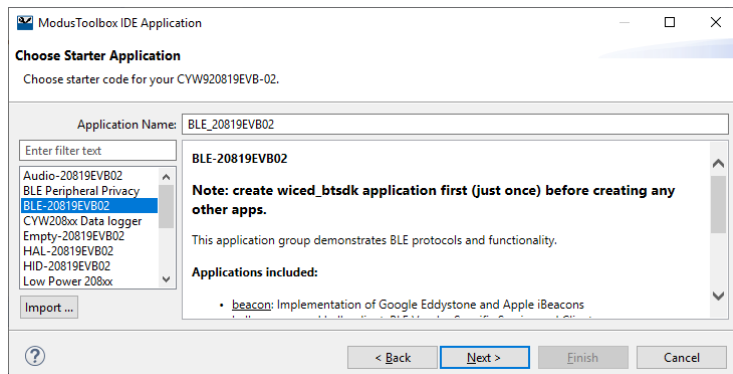 ModusToolbox IDE Application
Choose Starter Application
Choose starter code for your CYW920819EVB-02.
Application Name: BLE_20819EVB02
Enter filter text
Audio-20819EVB02
BLE Peripheral Privacy
BLE-20819EVB02
CYW208xx Data logger
Empty-20819EVB02
HAL-20819EVB02
HID-20819EVB02
Low Power 208xx
Import ...
BLE-20819EVB02
Note: create wiced_btsdk application first (just once) before creating any
other apps.
This application group demonstrates BLE protocols and functionality.
Applications included:
• beacon: Implementation of Google Eddystone and Apple iBeacons
? < Back Next > Finish Cancel